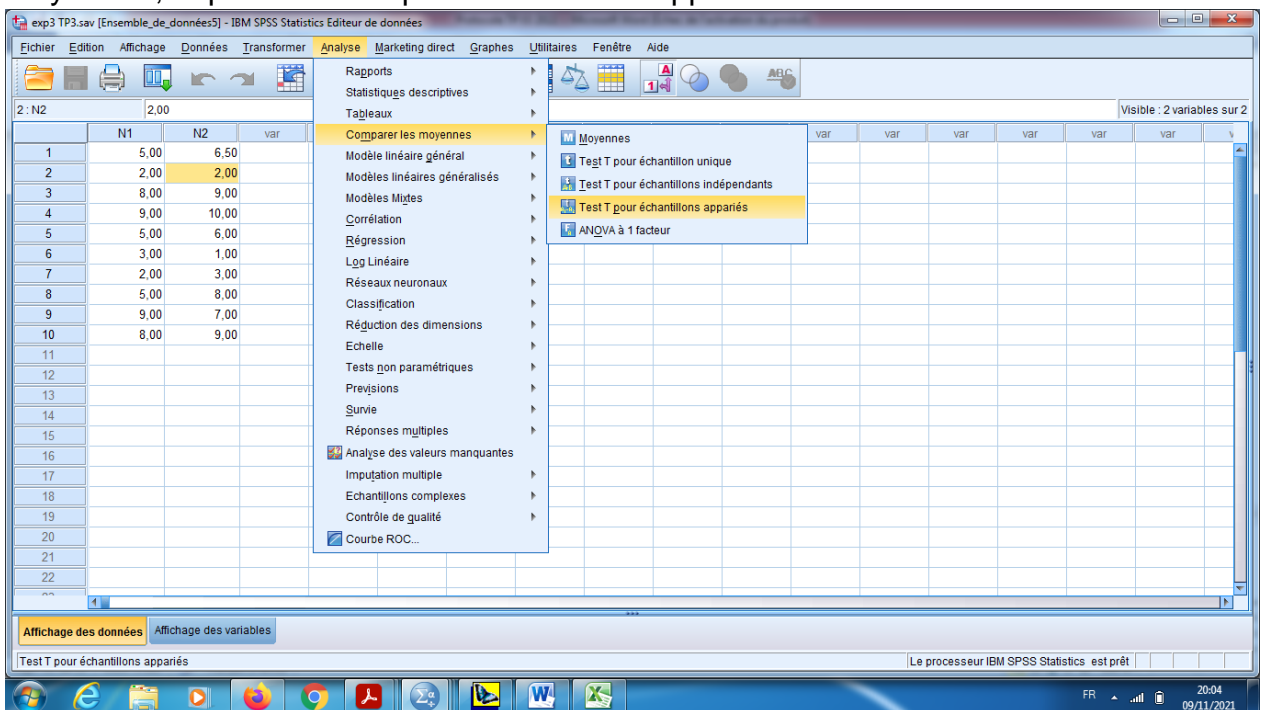 exp3 TP3.sav [Ensemble_de_données5] - IBM SPSS Statistics Editeur de données
Fichier Edition Affichage Données Transformer Analyse Marketing direct Graphes Utilitaires Fenêtre Aide
2 : N2 2,00 Visible : 2 variables sur 2
N1 N2 var var var var var var var
1 5,00 6,50
2 2,00 2,00
3 8,00 9,00
4 9,00 10,00
5 5,00 6,00
6 3,00 1,00
7 2,00 3,00
8 5,00 8,00
9 9,00 7,00
10 8,00 9,00
11
12
13
14
15
16
17
18
19
20
21
22
Rapports
Statistiques descriptives
Tableaux
Comparer les moyennes
Modèle linéaire général
Modèles linéaires généralisés
Modèles Mixtes
Corrélation
Régression
Log Linéaire
Réseaux neuronaux
Classification
Réduction des dimensions
Echelle
Tests non paramétriques
Prévisions
Survie
Réponses multiples
Analyse des valeurs manquantes
Imputation multiple
Echantillons complexes
Contrôle de qualité
Courbe ROC...
Moyennes
Test T pour échantillon unique
Test T pour échantillons indépendants
Test T pour échantillons appariés
ANOVA à 1 facteur
Affichage des données Affichage des variables
Test T pour échantillons appariés Le processeur IBM SPSS Statistics est prêt
FR 20:04
09/11/2021